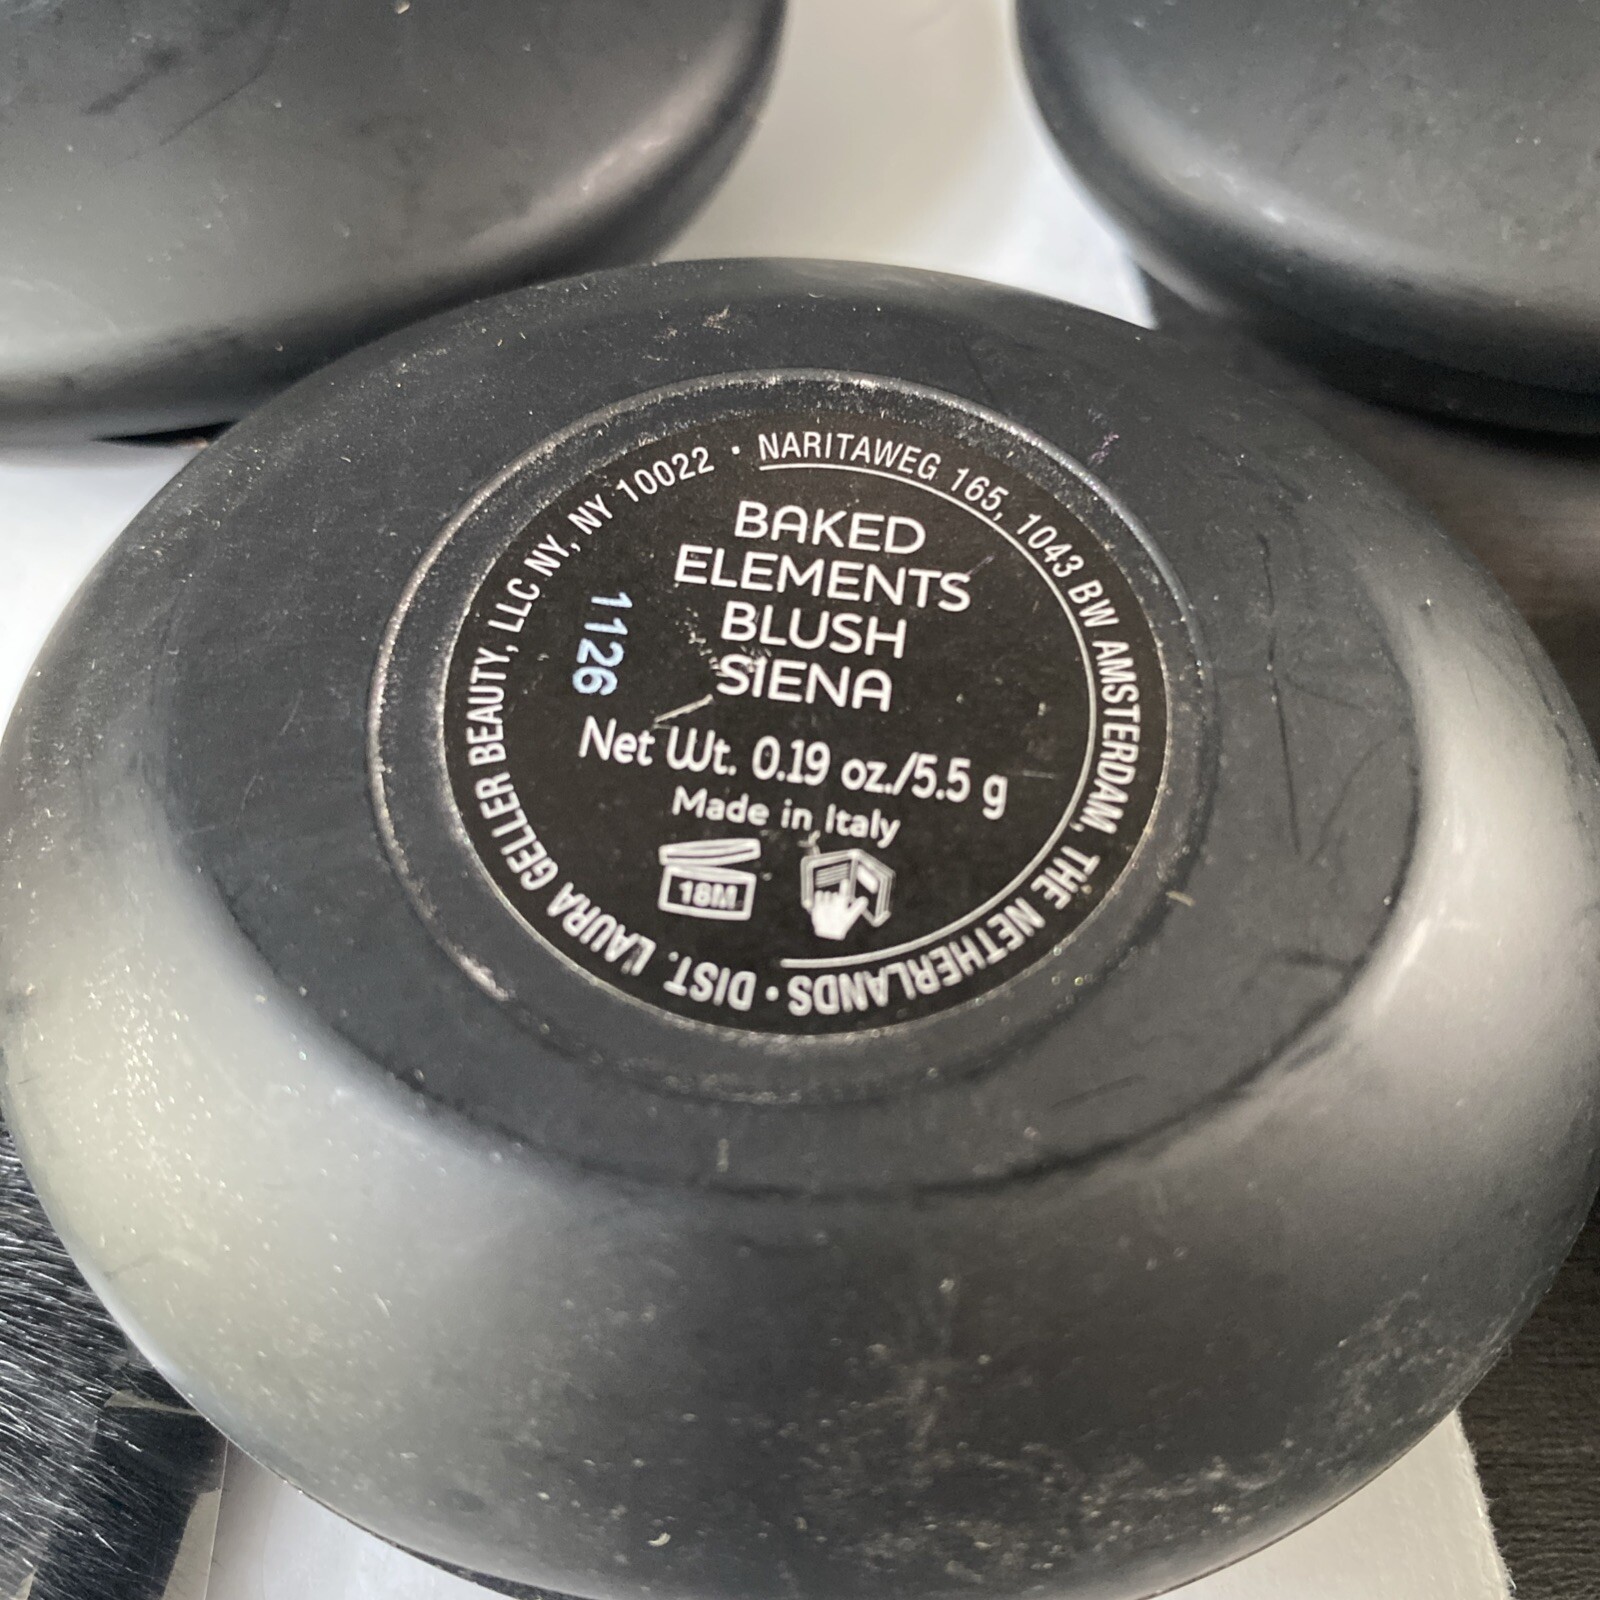 BAKED
ELEMENTS
BLUSH
SIENA
Net Wt. 0.19 oz./5.5 g
Made in Italy
18M
1126
DIST. LAURA GELLER BEAUTY, LLC NY, NY 10022 • NARITAWEG 165, 1043 BW AMSTERDAM, THE NETHERLANDS •